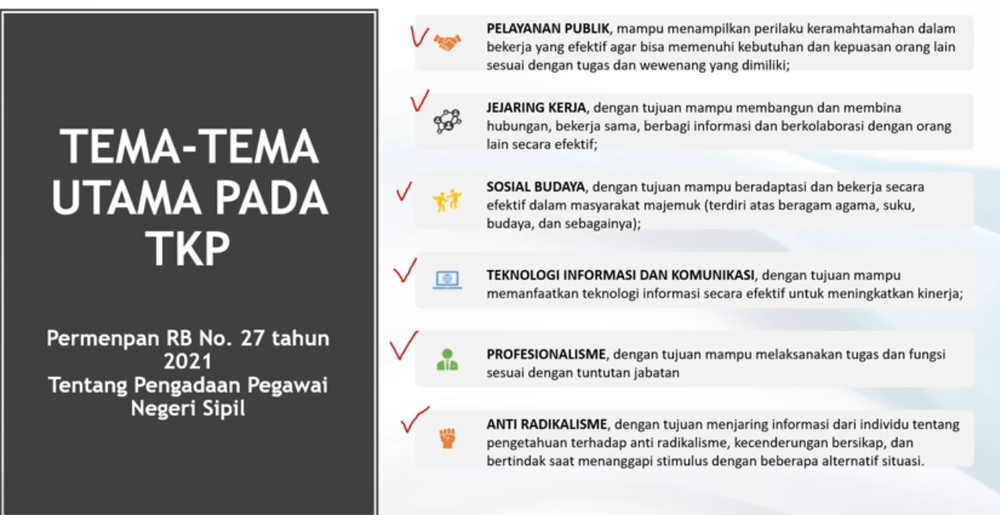 TEMA-TEMA
UTAMA PADA
TKP
Permenpan RB No. 27 tahun
2021
Tentang Pengadaan Pegawai
Negeri Sipil
PELAYANAN PUBLIK, mampu menampilkan perilaku keramahtamahan dalam
bekerja yang efektif agar bisa memenuhi kebutuhan dan kepuasan orang lain
sesuai dengan tugas dan wewenang yang dimiliki;
JEJARING KERJA, dengan tujuan mampu membangun dan membina
hubungan, bekerja sama, berbagi informasi dan berkolaborasi dengan orang
lain secara efektif;
SOSIAL BUDAYA, dengan tujuan mampu beradaptasi dan bekerja secara
efektif dalam masyarakat majemuk (terdiri atas beragam agama, suku,
budaya, dan sebagainya);
TEKNOLOGI INFORMASI DAN KOMUNIKASI, dengan tujuan mampu
memanfaatkan teknologi informasi secara efektif untuk meningkatkan kinerja;
PROFESIONALISME, dengan tujuan mampu melaksanakan tugas dan fungsi
sesuai dengan tuntutan jabatan
ANTI RADIKALISME, dengan tujuan menjaring informasi dari individu tentang
pengetahuan terhadap anti radikalisme, kecenderungan bersikap, dan
bertindak saat menanggapi stimulus dengan beberapa alternatif situasi.